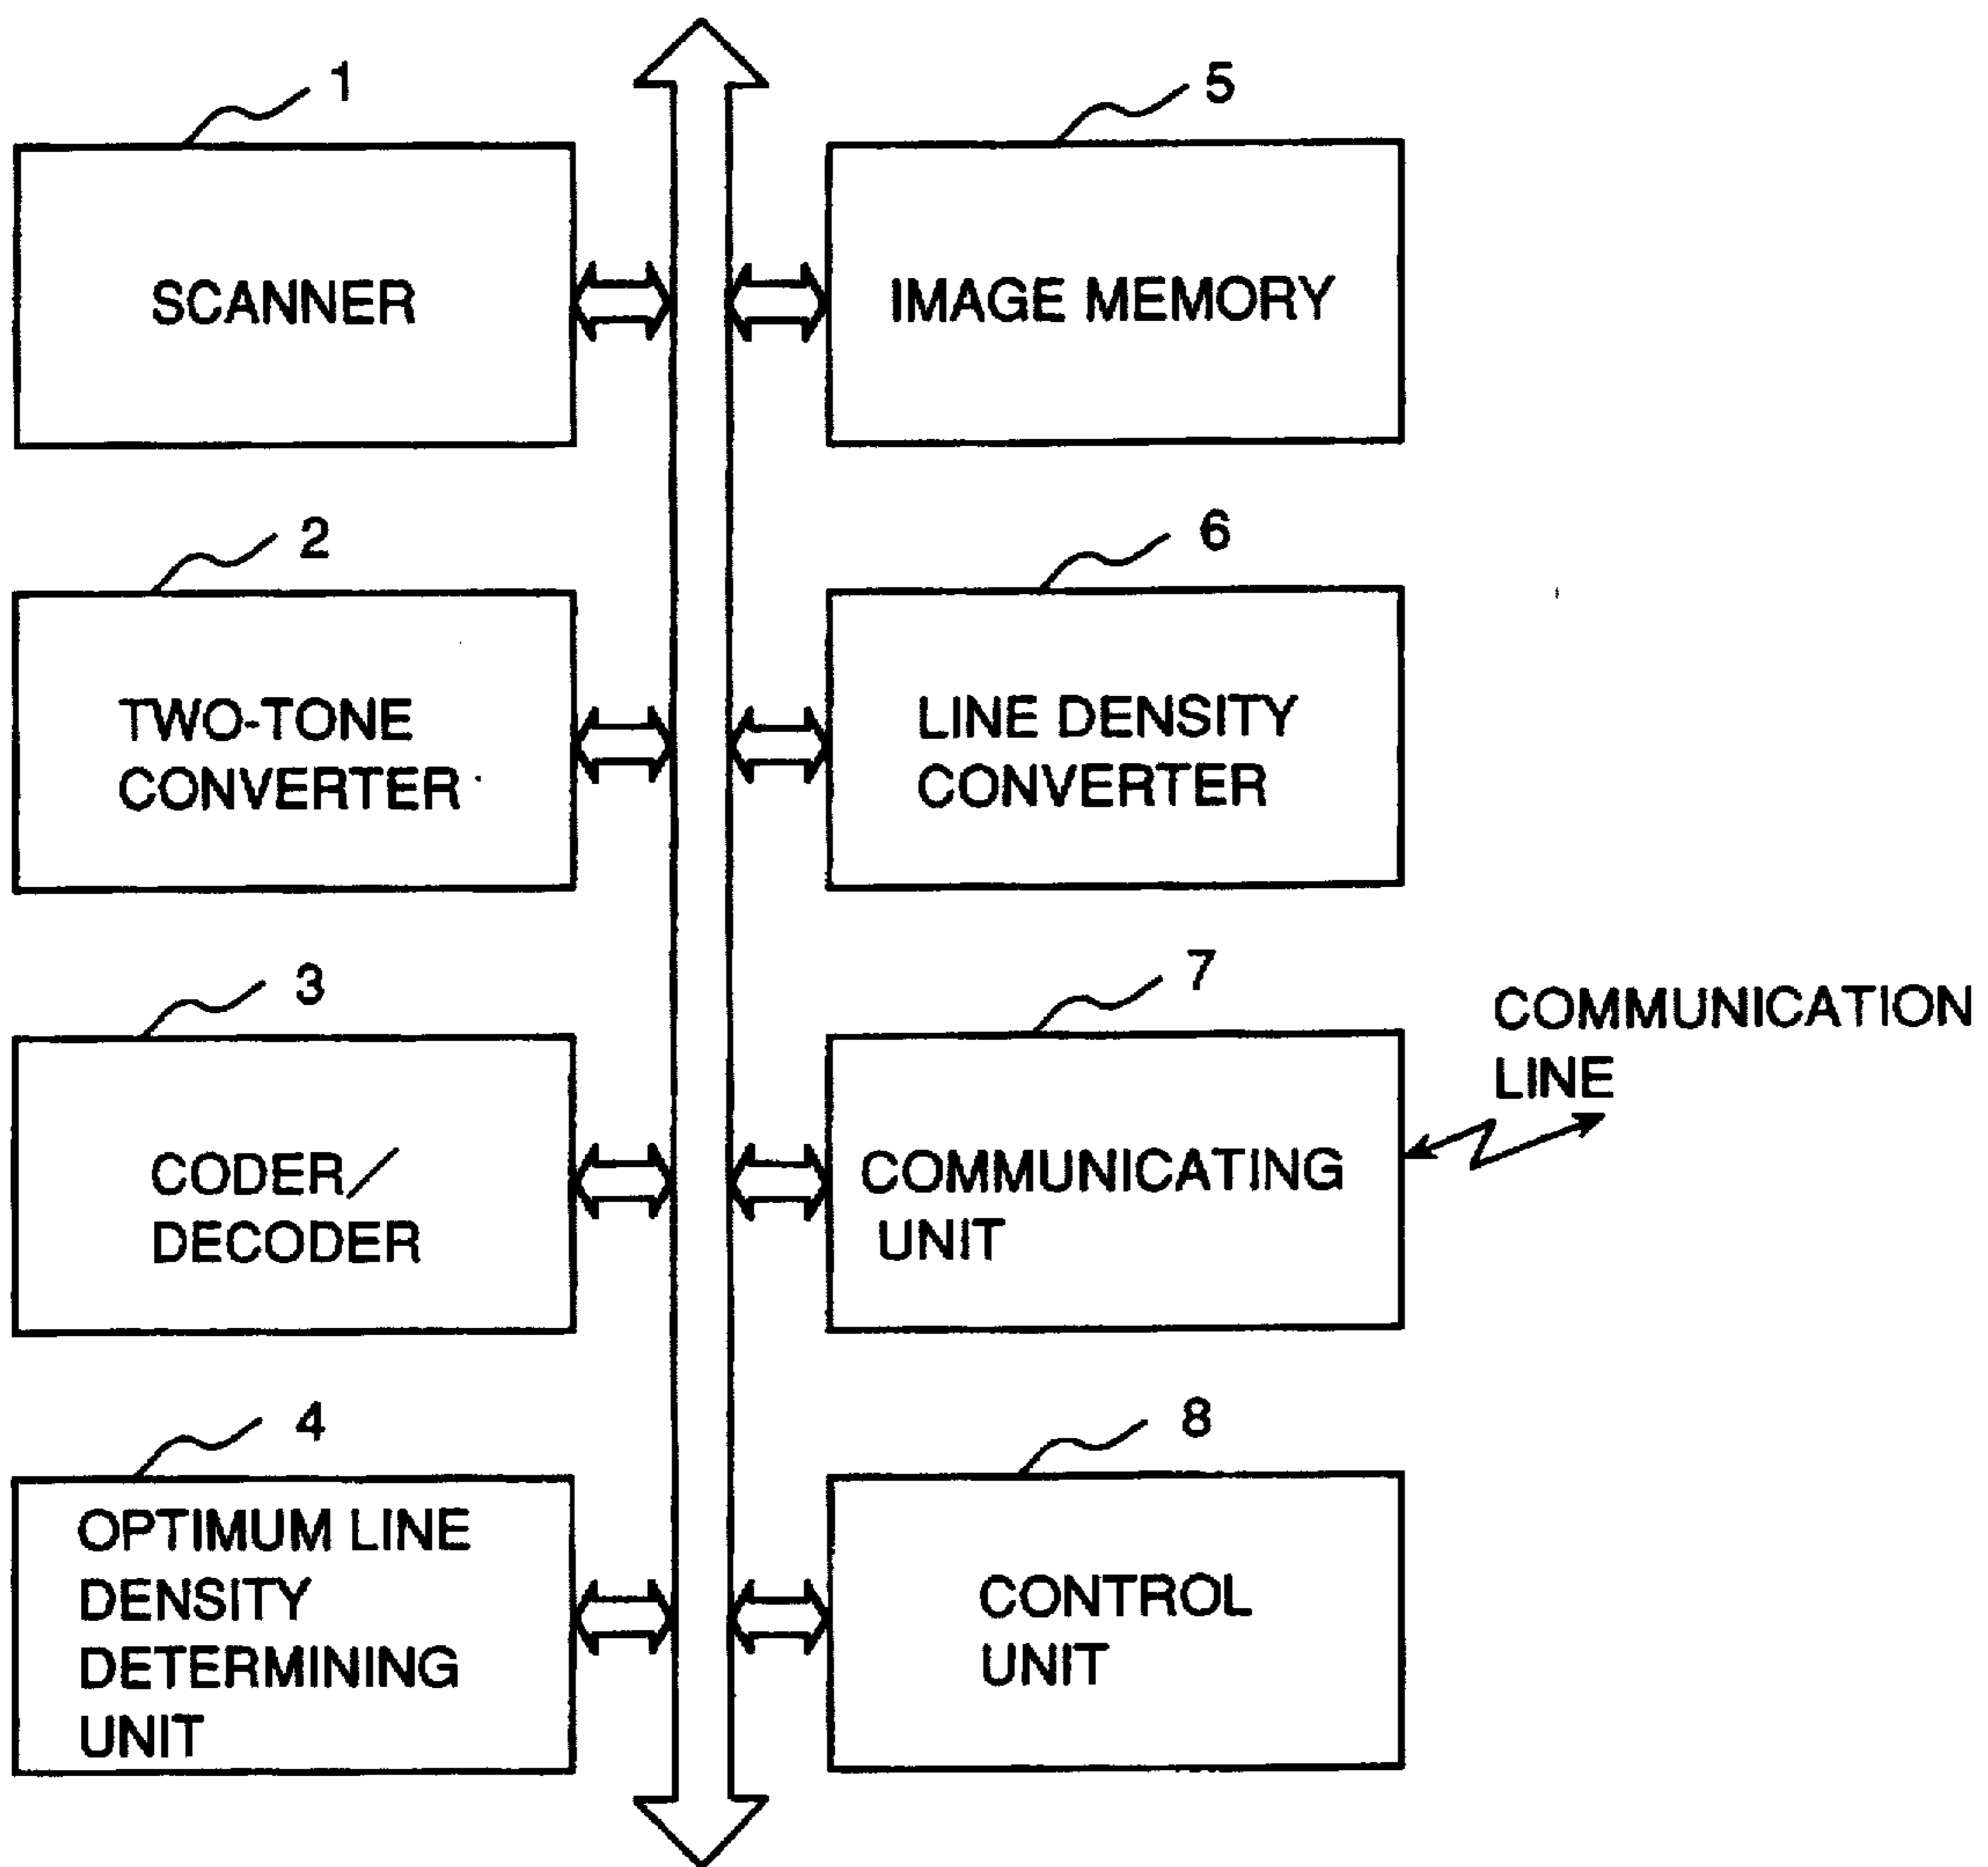 1
SCANNER
2
TWO-TONE
CONVERTER
3
CODER/
DECODER
4
OPTIMUM LINE
DENSITY
DETERMINING
UNIT
5
IMAGE MEMORY
6
LINE DENSITY
CONVERTER
7
COMMUNICATING
UNIT
COMMUNICATION
LINE
8
CONTROL
UNIT